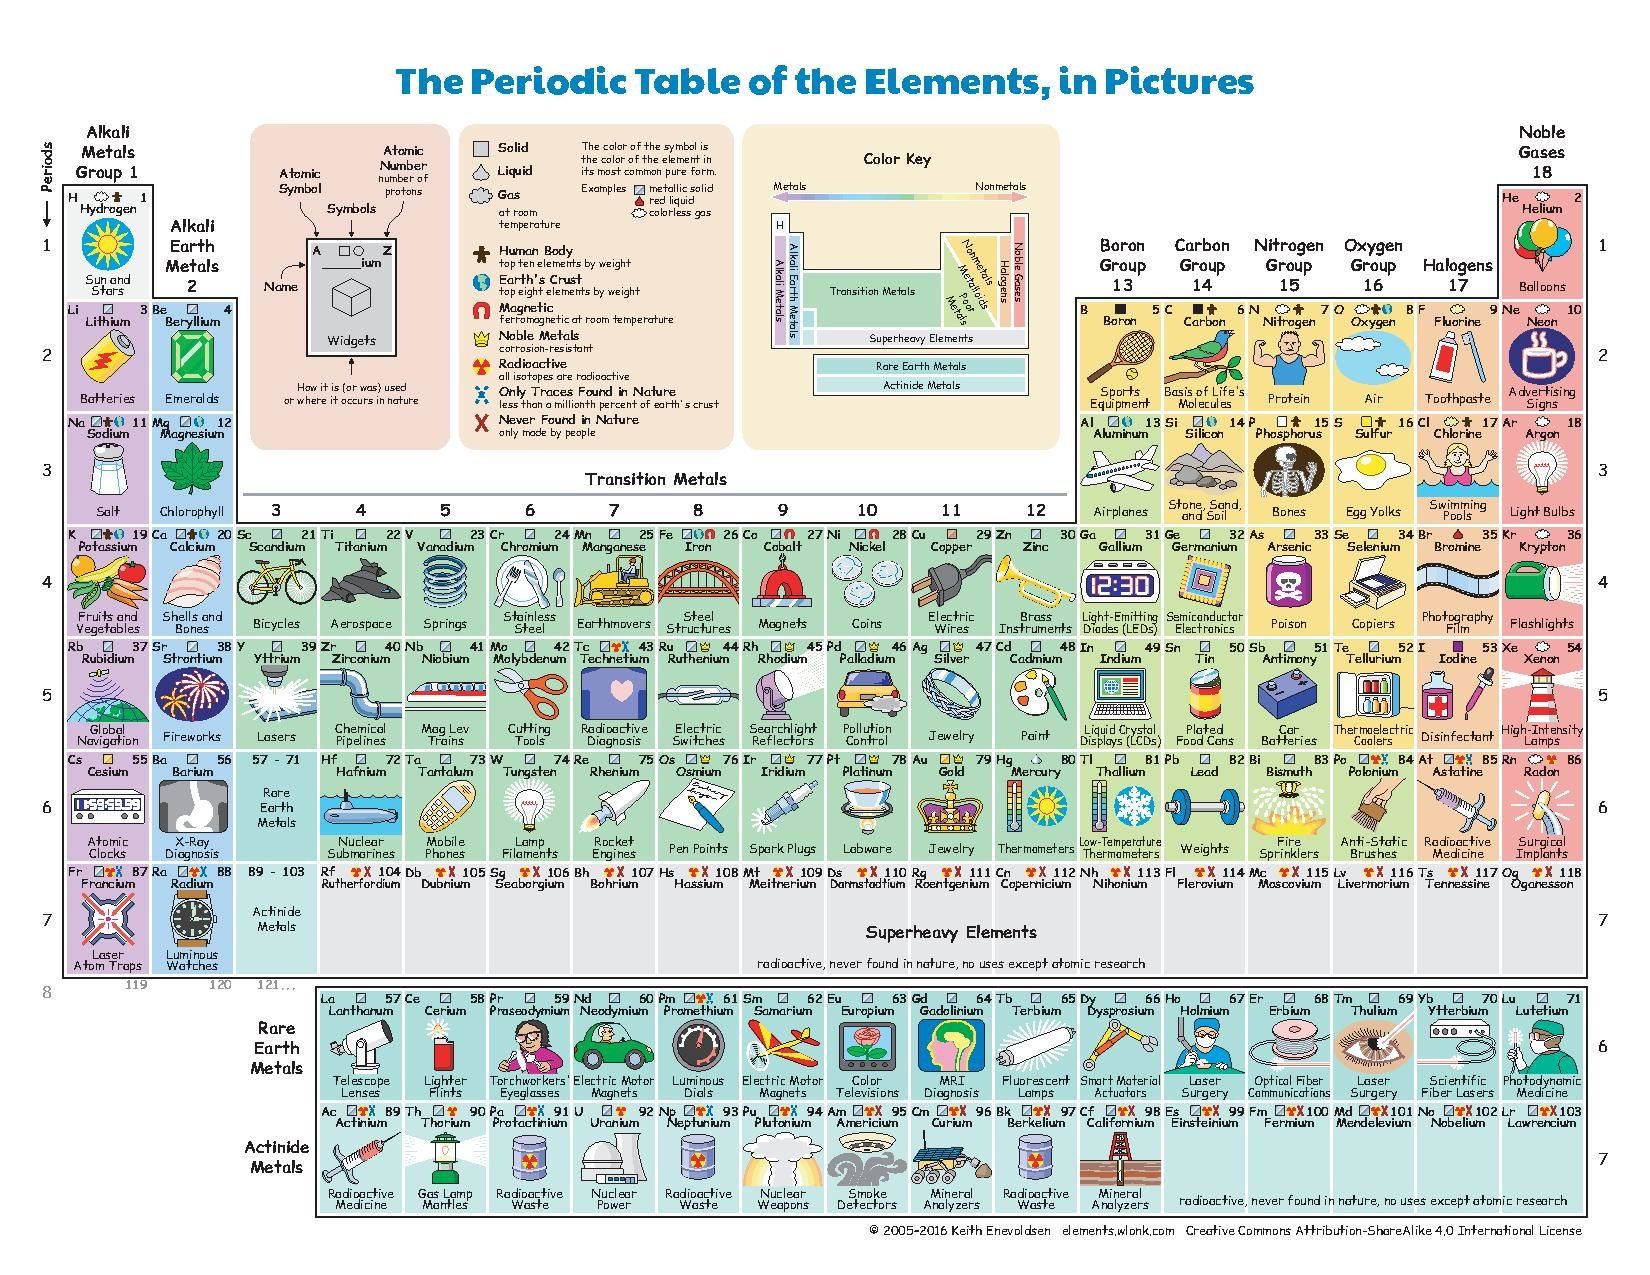 The Periodic Table of the Elements, in Pictures
Periods
Alkali
Metals
Group 1
Alkali
Earth
Metals
2
Atomic
Symbol
Atomic
Number
number of
protons
Symbols
Name
A Z
_______ium
Widgets
How it is (or was) used
or where it occurs in nature
Solid
Liquid
Gas
at room
temperature
The color of the symbol is
the color of the element in
its most common pure form.
Examples metallic solid
red liquid
colorless gas
Human Body
top ten elements by weight
Earth's Crust
top eight elements by weight
Magnetic
ferromagnetic at room temperature
Noble Metals
corrosion-resistant
Radioactive
all isotopes are radioactive
Only Traces Found in Nature
less than a millionth percent of earth's crust
Never Found in Nature
only made by people
Color Key
Metals Nonmetals
H
Alkali Metals
Alkali Earth Metals
Transition Metals
Poor Metals
Metalloids
Nonmetals
Halogens
Noble Gases
Superheavy Elements
Rare Earth Metals
Actinide Metals
Boron
Group
13
Carbon
Group
14
Nitrogen
Group
15
Oxygen
Group
16
Halogens
17
Noble
Gases
18
Transition Metals
3 4 5 6 7 8 9 10 11 12
1
H 1
Hydrogen
Sun and
Stars
He 2
Helium
Balloons
1
2
Li 3
Lithium
Batteries
Be 4
Beryllium
Emeralds
B 5
Boron
Sports
Equipment
C 6
Carbon
Basis of Life's
Molecules
N 7
Nitrogen
Protein
O 8
Oxygen
Air
F 9
Fluorine
Toothpaste
Ne 10
Neon
Advertising
Signs
2
3
Na 11
Sodium
Salt
Mg 12
Magnesium
Chlorophyll
Al 13
Aluminum
Airplanes
Si 14
Silicon
Stone, Sand,
and Soil
P 15
Phosphorus
Bones
S 16
Sulfur
Egg Yolks
Cl 17
Chlorine
Swimming
Pools
Ar 18
Argon
Light Bulbs
3
4
K 19
Potassium
Fruits and
Vegetables
Ca 20
Calcium
Shells and
Bones
Sc 21
Scandium
Bicycles
Ti 22
Titanium
Aerospace
V 23
Vanadium
Springs
Cr 24
Chromium
Stainless
Steel
Mn 25
Manganese
Earthmovers
Fe 26
Iron
Steel
Structures
Co 27
Cobalt
Magnets
Ni 28
Nickel
Coins
Cu 29
Copper
Electric
Wires
Zn 30
Zinc
Brass
Instruments
Ga 31
Gallium
12:30
Light-Emitting
Diodes (LEDs)
Ge 32
Germanium
Semiconductor
Electronics
As 33
Arsenic
Poison
Se 34
Selenium
Copiers
Br 35
Bromine
Photography
Film
Kr 36
Krypton
Flashlights
4
5
Rb 37
Rubidium
Global
Navigation
Sr 38
Strontium
Fireworks
Y 39
Yttrium
Lasers
Zr 40
Zirconium
Chemical
Pipelines
Nb 41
Niobium
Mag Lev
Trains
Mo 42
Molybdenum
Cutting
Tools
Tc 43
Technetium
Radioactive
Diagnosis
Ru 44
Ruthenium
Electric
Switches
Rh 45
Rhodium
Searchlight
Reflectors
Pd 46
Palladium
Pollution
Control
Ag 47
Silver
Jewelry
Cd 48
Cadmium
Paint
In 49
Indium
Liquid Crystal
Displays (LCDs)
Sn 50
Tin
Plated
Food Cans
Sb 51
Antimony
Car
Batteries
Te 52
Tellurium
Thermoelectric
Coolers
I 53
Iodine
Disinfectant
Xe 54
Xenon
High-Intensity
Lamps
5
6
Cs 55
Cesium
Atomic
Clocks
Ba 56
Barium
X-Ray
Diagnosis
57 - 71
Rare
Earth
Metals
Hf 72
Hafnium
Nuclear
Submarines
Ta 73
Tantalum
Mobile
Phones
W 74
Tungsten
Lamp
Filaments
Re 75
Rhenium
Rocket
Engines
Os 76
Osmium
Pen Points
Ir 77
Iridium
Spark Plugs
Pt 78
Platinum
Labware
Au 79
Gold
Jewelry
Hg 80
Mercury
Thermometers
Tl 81
Thallium
Low-Temperature
Thermometers
Pb 82
Lead
Weights
Bi 83
Bismuth
Fire
Sprinklers
Po 84
Polonium
Anti-Static
Brushes
At 85
Astatine
Radioactive
Medicine
Rn 86
Radon
Surgical
Implants
6
7
Fr 87
Francium
Laser
Atom Traps
Ra 88
Radium
Luminous
Watches
89 - 103
Actinide
Metals
Rf 104
Rutherfordium
Db 105
Dubnium
Sg 106
Seaborgium
Bh 107
Bohrium
Hs 108
Hassium
Mt 109
Meitnerium
Ds 110
Darmstadtium
Rg 111
Roentgenium
Cn 112
Copernicium
Nh 113
Nihonium
Fl 114
Flerovium
Mc 115
Moscovium
Lv 116
Livermorium
Ts 117
Tennessine
Og 118
Oganesson
7
Superheavy Elements
radioactive, never found in nature, no uses except atomic research
8 119 120 121...
Rare
Earth
Metals
La 57
Lanthanum
Telescope
Lenses
Ce 58
Cerium
Lighter
Flints
Pr 59
Praseodymium
Torchworkers'
Eyeglasses
Nd 60
Neodymium
Electric Motor
Magnets
Pm 61
Promethium
Luminous
Dials
Sm 62
Samarium
Electric Motor
Magnets
Eu 63
Europium
Color
Televisions
Gd 64
Gadolinium
MRI
Diagnosis
Tb 65
Terbium
Fluorescent
Lamps
Dy 66
Dysprosium
Smart Material
Actuators
Ho 67
Holmium
Laser
Surgery
Er 68
Erbium
Optical Fiber
Communications
Tm 69
Thulium
Laser
Surgery
Yb 70
Ytterbium
Scientific
Fiber Lasers
Lu 71
Lutetium
Photodynamic
Medicine
6
Actinide
Metals
Ac 89
Actinium
Radioactive
Medicine
Th 90
Thorium
Gas Lamp
Mantles
Pa 91
Protactinium
Radioactive
Waste
U 92
Uranium
Nuclear
Power
Np 93
Neptunium
Radioactive
Waste
Pu 94
Plutonium
Nuclear
Weapons
Am 95
Americium
Smoke
Detectors
Cm 96
Curium
Mineral
Analyzers
Bk 97
Berkelium
Radioactive
Waste
Cf 98
Californium
Mineral
Analyzers
Es 99
Einsteinium
Fm 100
Fermium
Md 101
Mendelevium
No 102
Nobelium
Lr 103
Lawrencium
7
radioactive, never found in nature, no uses except atomic research
© 2005-2016 Keith Enevoldsen elements.wlonk.com Creative Commons Attribution-ShareAlike 4.0 International License